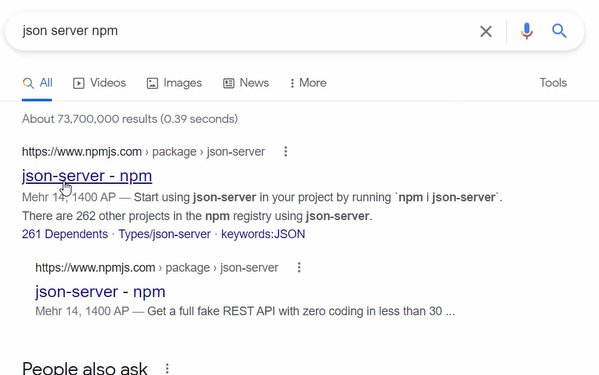 json server npm
All Videos Images News More Tools
About 73,700,000 results (0.39 seconds)
https://www.npmjs.com › package › json-server
json-server - npm
Mehr 14, 1400 AP — Start using json-server in your project by running `npm i json-server`.
There are 262 other projects in the npm registry using json-server.
261 Dependents · Types/json-server · keywords:JSON
https://www.npmjs.com › package › json-server
json-server - npm
Mehr 14, 1400 AP — Get a full fake REST API with zero coding in less than 30 ...
People also ask